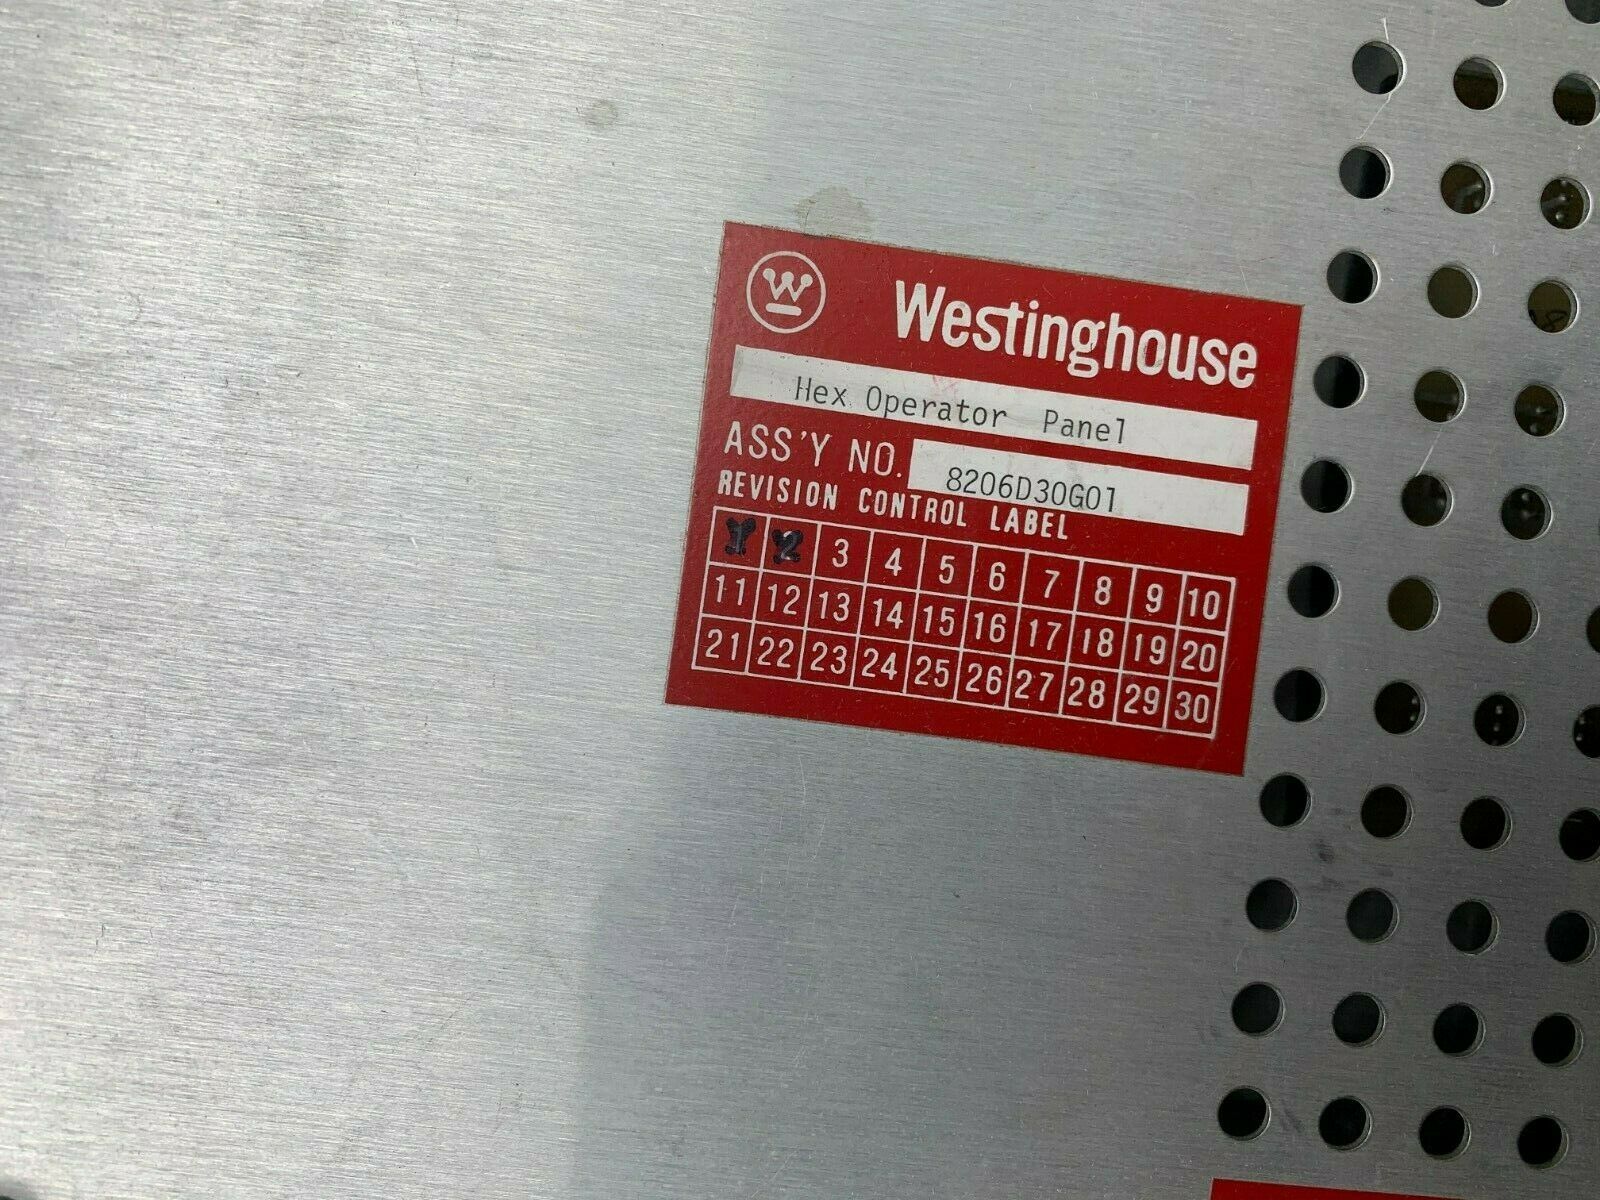 W Westinghouse
Hex Operator Panel
ASS'Y NO. 8206D30G01
REVISION CONTROL LABEL
1 2 3 4 5 6 7 8 9 10
11 12 13 14 15 16 17 18 19 20
21 22 23 24 25 26 27 28 29 30